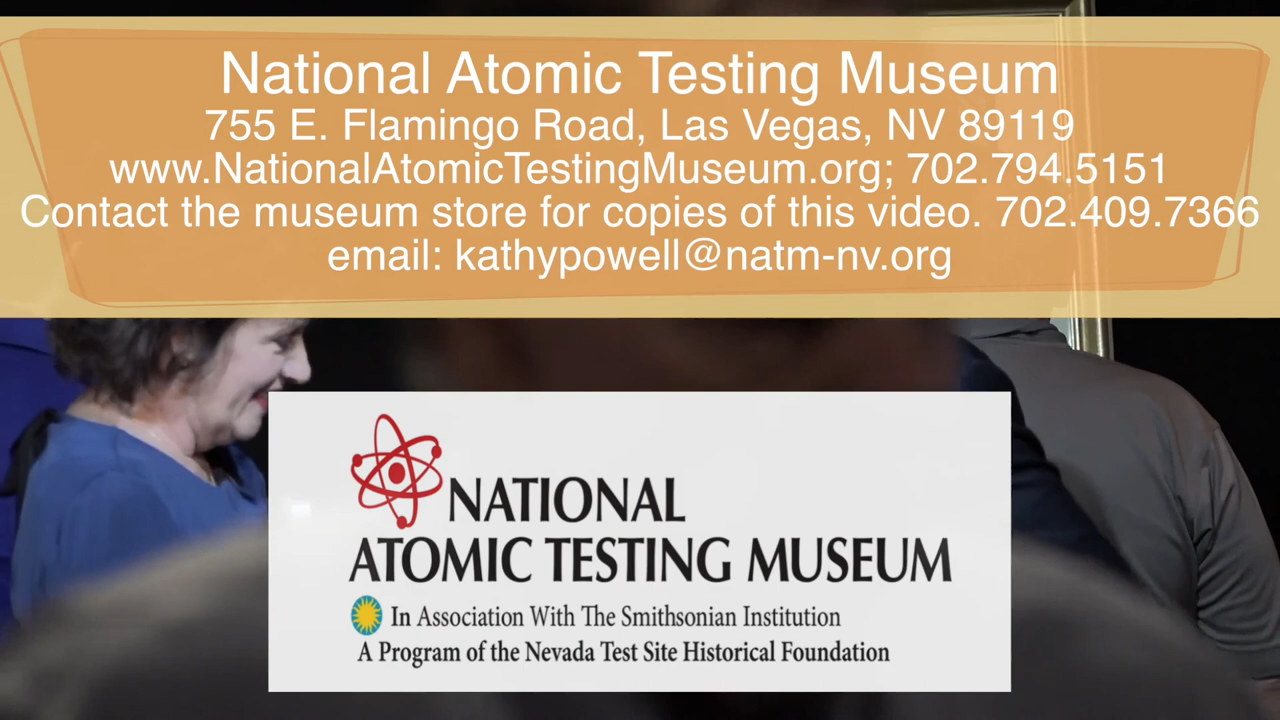 National Atomic Testing Museum
755 E. Flamingo Road, Las Vegas, NV 89119
www.NationalAtomicTestingMuseum.org; 702.794.5151
Contact the museum store for copies of this video. 702.409.7366
email: kathypowell@natm-nv.org
NATIONAL
ATOMIC TESTING MUSEUM
In Association With The Smithsonian Institution
A Program of the Nevada Test Site Historical Foundation